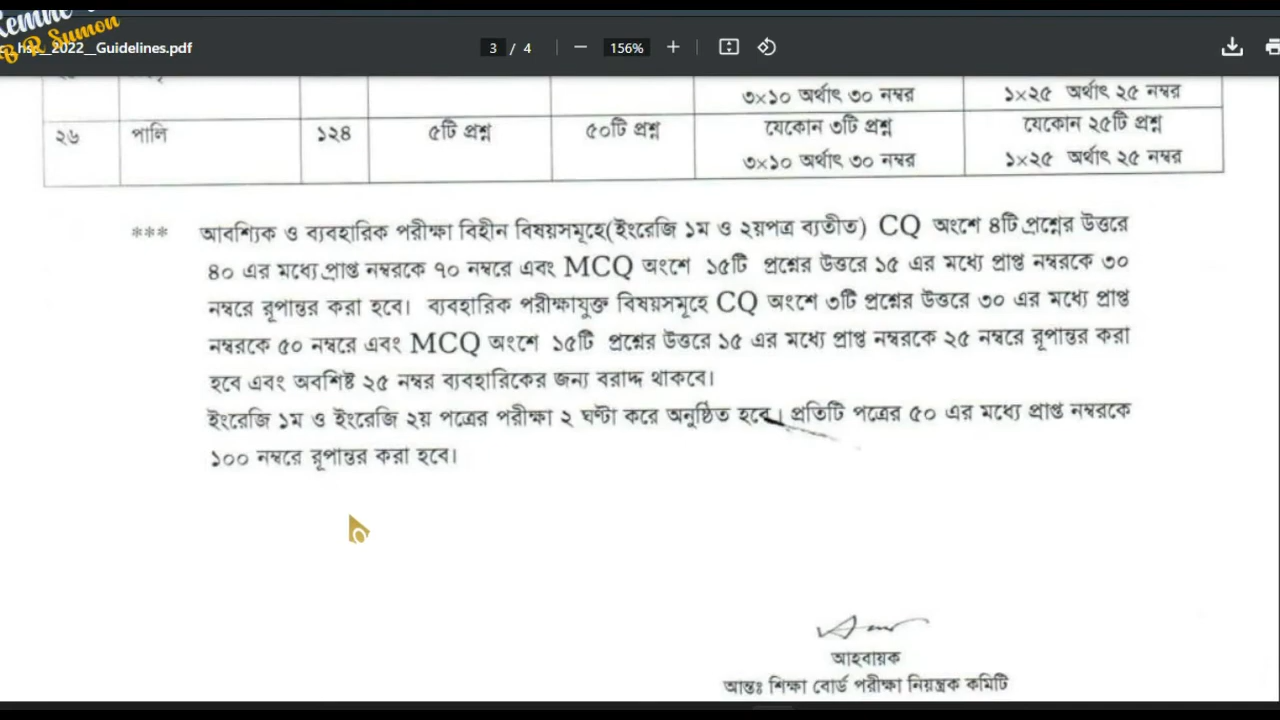 Kemne
B R Sumon
hsc_2022__Guidelines.pdf
3 / 4
156%
৩×১০ অর্থাৎ ৩০ নম্বর ১×২৫ অর্থাৎ ২৫ নম্বর
২৬ পালি ১২৪ ৫টি প্রশ্ন ৫০টি প্রশ্ন যেকোন ৩টি প্রশ্ন যেকোন ২৫টি প্রশ্ন
৩×১০ অর্থাৎ ৩০ নম্বর ১×২৫ অর্থাৎ ২৫ নম্বর
*** আবশ্যিক ও ব্যবহারিক পরীক্ষা বিহীন বিষয়সমূহে(ইংরেজি ১ম ও ২য়পত্র ব্যতীত) CQ অংশে ৪টি প্রশ্নের উত্তরে
৪০ এর মধ্যে প্রাপ্ত নম্বরকে ৭০ নম্বরে এবং MCQ অংশে ১৫টি প্রশ্নের উত্তরে ১৫ এর মধ্যে প্রাপ্ত নম্বরকে ৩০
নম্বরে রূপান্তর করা হবে। ব্যবহারিক পরীক্ষাযুক্ত বিষয়সমূহে CQ অংশে ৩টি প্রশ্নের উত্তরে ৩০ এর মধ্যে প্রাপ্ত
নম্বরকে ৫০ নম্বরে এবং MCQ অংশে ১৫টি প্রশ্নের উত্তরে ১৫ এর মধ্যে প্রাপ্ত নম্বরকে ২৫ নম্বরে রূপান্তর করা
হবে এবং অবশিষ্ট ২৫ নম্বর ব্যবহারিকের জন্য বরাদ্দ থাকবে।
ইংরেজি ১ম ও ইংরেজি ২য় পত্রের পরীক্ষা ২ ঘণ্টা করে অনুষ্ঠিত হবে। প্রতিটি পত্রের ৫০ এর মধ্যে প্রাপ্ত নম্বরকে
১০০ নম্বরে রূপান্তর করা হবে।
আহবায়ক
আন্তঃ শিক্ষা বোর্ড পরীক্ষা নিয়ন্ত্রক কমিটি